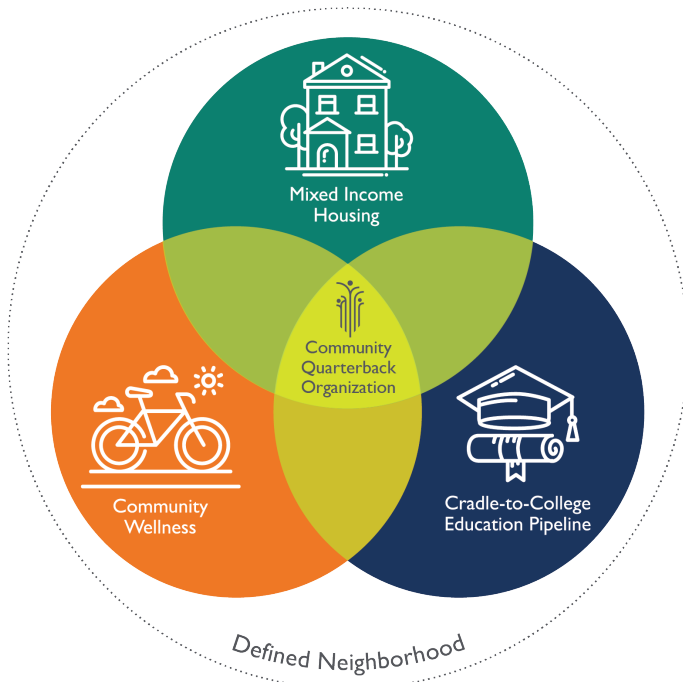 Mixed Income
Housing
Community
Quarterback
Organization
Community
Wellness
Cradle-to-College
Education Pipeline
Defined Neighborhood